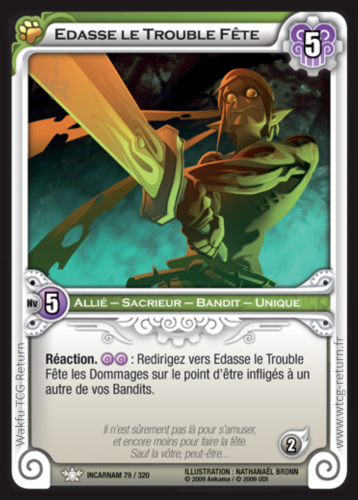 Edasse le Trouble Fête
5
Nv 5 Allié – Sacrieur – Bandit – Unique
Réaction. : Redirigez vers Edasse le Trouble
Fête les Dommages sur le point d'être infligés à un
autre de vos Bandits.
Il n'est sûrement pas là pour s'amuser,
et encore moins pour faire la fête.
Sauf la vôtre, peut-être...
2
INCARNAM 79 / 320
ILLUSTRATION : NATHANAËL BRONN
© 2009 Ankama / © 2009 UDI
Wakfu TCG Return
www.wtcg-return.fr